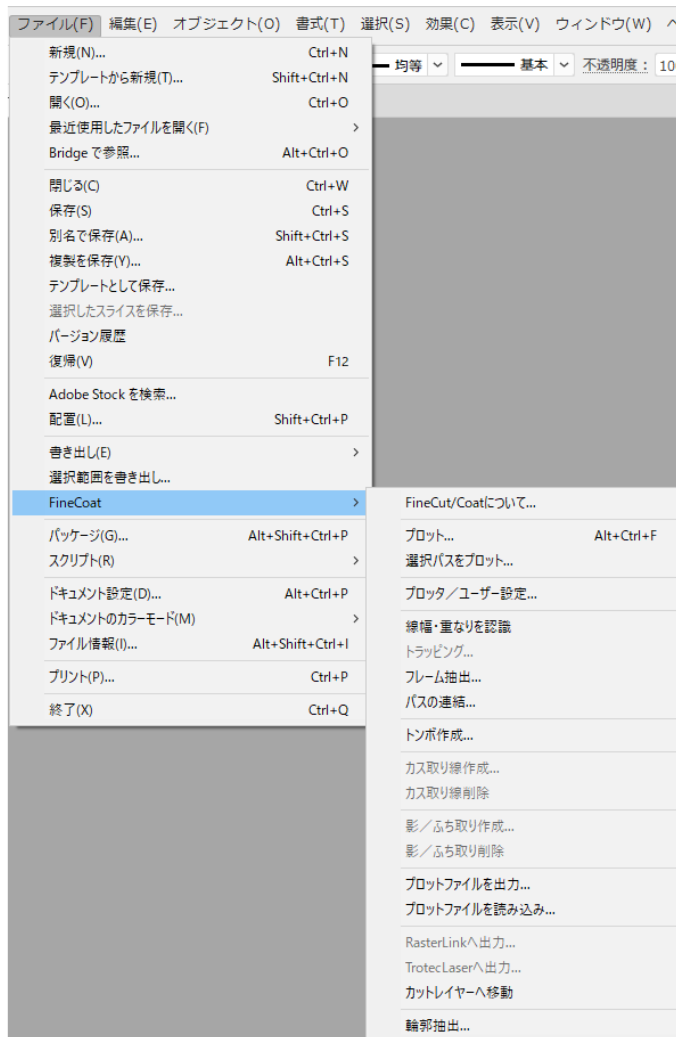 ファイル(F) 編集(E) オブジェクト(O) 書式(T) 選択(S) 効果(C) 表示(V) ウィンドウ(W)
均等 基本 不透明度： 10
新規(N)... Ctrl+N
テンプレートから新規(T)... Shift+Ctrl+N
開く(O)... Ctrl+O
最近使用したファイルを開く(F)
Bridge で参照... Alt+Ctrl+O
閉じる(C) Ctrl+W
保存(S) Ctrl+S
別名で保存(A)... Shift+Ctrl+S
複製を保存(Y)... Alt+Ctrl+S
テンプレートとして保存...
選択したスライスを保存...
バージョン履歴
復帰(V) F12
Adobe Stock を検索...
配置(L)... Shift+Ctrl+P
書き出し(E)
選択範囲を書き出し...
FineCoat
パッケージ(G)... Alt+Shift+Ctrl+P
スクリプト(R)
ドキュメント設定(D)... Alt+Ctrl+P
ドキュメントのカラーモード(M)
ファイル情報(I)... Alt+Shift+Ctrl+I
プリント(P)... Ctrl+P
終了(X) Ctrl+Q
FineCut/Coatについて...
プロット... Alt+Ctrl+F
選択パスをプロット...
プロッタ／ユーザー設定...
線幅・重なりを認識
トラッピング...
フレーム抽出...
パスの連結...
トンボ作成...
カス取り線作成...
カス取り線削除
影／ふち取り作成...
影／ふち取り削除
プロットファイルを出力...
プロットファイルを読み込み...
RasterLinkへ出力...
TrotecLaserへ出力...
カットレイヤーへ移動
輪郭抽出...